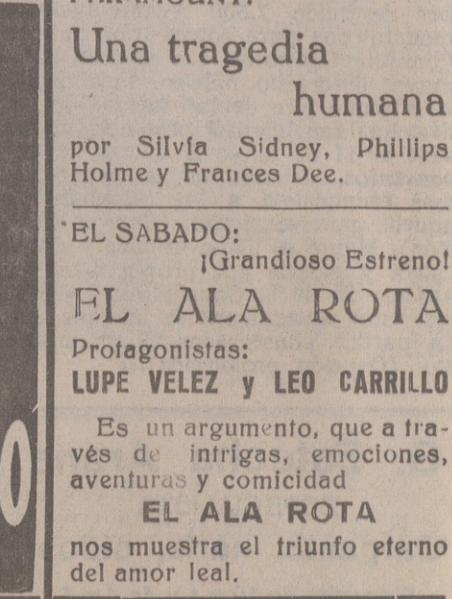 PARAMOUNT:
Una tragedia
humana
por Silvia Sidney, Phillips
Holme y Frances Dee.
EL SABADO:
¡Grandioso Estreno!
EL ALA ROTA
Protagonistas:
LUPE VELEZ y LEO CARRILLO
Es un argumento, que a tra-
vés de intrigas, emociones,
aventuras y comicidad
EL ALA ROTA
nos muestra el triunfo eterno
del amor leal.